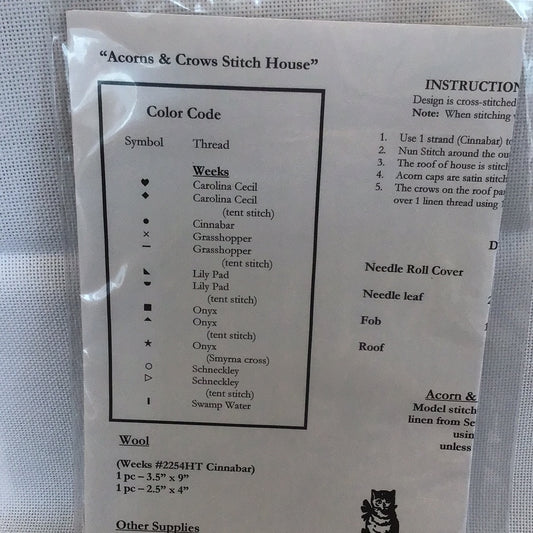 "Acorns & Crows Stitch House"
Color Code
Symbol Thread
Weeks
♥ Carolina Cecil
◆ Carolina Cecil
(tent stitch)
● Cinnabar
× Grasshopper
— Grasshopper
(tent stitch)
◣ Lily Pad
◥ Lily Pad
(tent stitch)
■ Onyx
▲ Onyx
(tent stitch)
★ Onyx
(Smyrna cross)
○ Schneckley
▷ Schneckley
(tent stitch)
I Swamp Water
Wool
(Weeks #2254HT Cinnabar)
1 pc – 3.5" x 9"
1 pc – 2.5" x 4"
Other Supplies
INSTRUCTION
Design is cross-stitched
Note: When stitching
1. Use 1 strand (Cinnabar) to
2. Nun Stitch around the ou
3. The roof of house is stitch
4. Acorn caps are satin stitch
5. The crows on the roof pa
over 1 linen thread using 1
D
Needle Roll Cover
Needle leaf
Fob
Roof
Acorn &
Model stitch
linen from Se
usin
unless